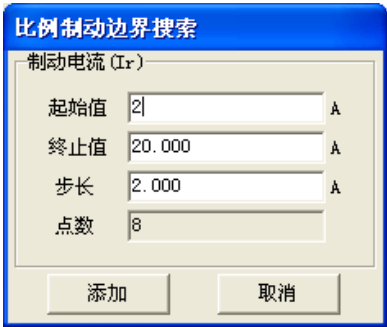 比例制动边界搜索
制动电流(Ir)
起始值 2 A
终止值 20.000 A
步长 2.000 A
点数 8
添加 取消